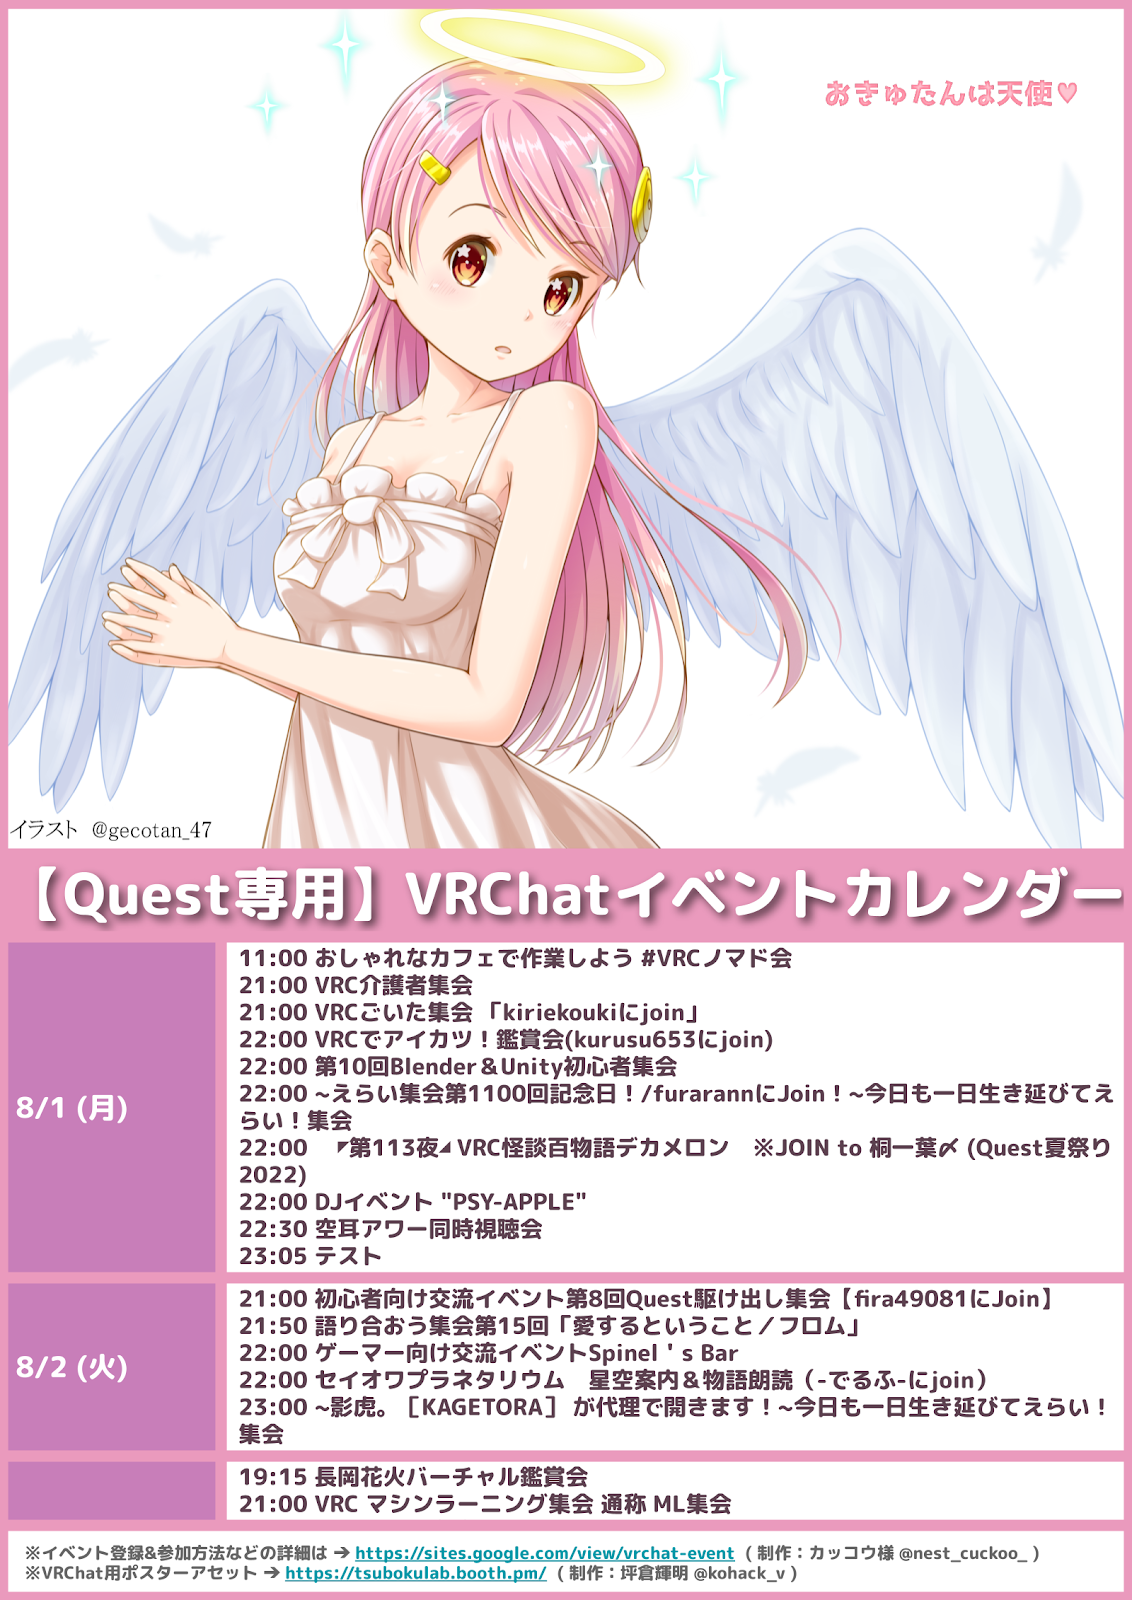 おきゅたんは天使♥
イラスト @gecotan_47
【Quest専用】VRChatイベントカレンダー
8/1 (月)
11:00 おしゃれなカフェで作業しよう #VRCノマド会
21:00 VRC介護者集会
21:00 VRCごいた集会 「kiriekoukiにjoin」
22:00 VRCでアイカツ！鑑賞会(kurusu653にjoin)
22:00 第10回Blender＆Unity初心者集会
22:00 ~えらい集会第1100回記念日！/furarannにJoin！~今日も一日生き延びてえ
らい！集会
22:00 ◤第113夜◢ VRC怪談百物語デカメロン　※JOIN to 桐一葉〆 (Quest夏祭り
2022)
22:00 DJイベント "PSY-APPLE"
22:30 空耳アワー同時視聴会
23:05 テスト
8/2 (火)
21:00 初心者向け交流イベント第8回Quest駆け出し集会【fira49081にJoin】
21:50 語り合おう集会第15回「愛するということ／フロム」
22:00 ゲーマー向け交流イベントSpinel＇s Bar
22:00 セイオワプラネタリウム　星空案内＆物語朗読（-でるふ-にjoin）
23:00 ~影虎。［KAGETORA］ が代理で開きます！~今日も一日生き延びてえらい！
集会
19:15 長岡花火バーチャル鑑賞会
21:00 VRC マシンラーニング集会 通称 ML集会
※イベント登録&参加方法などの詳細は → https://sites.google.com/view/vrchat-event ( 制作：カッコウ様 @nest_cuckoo_ )
※VRChat用ポスターアセット → https://tsubokulab.booth.pm/ ( 制作：坪倉輝明 @kohack_v )